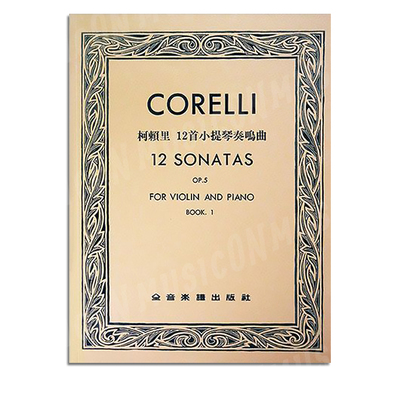 CORELLI
柯賴里 12首小提琴奏鳴曲
12 SONATAS
OP.5
FOR VIOLIN AND PIANO
BOOK. 1
全音樂譜出版社